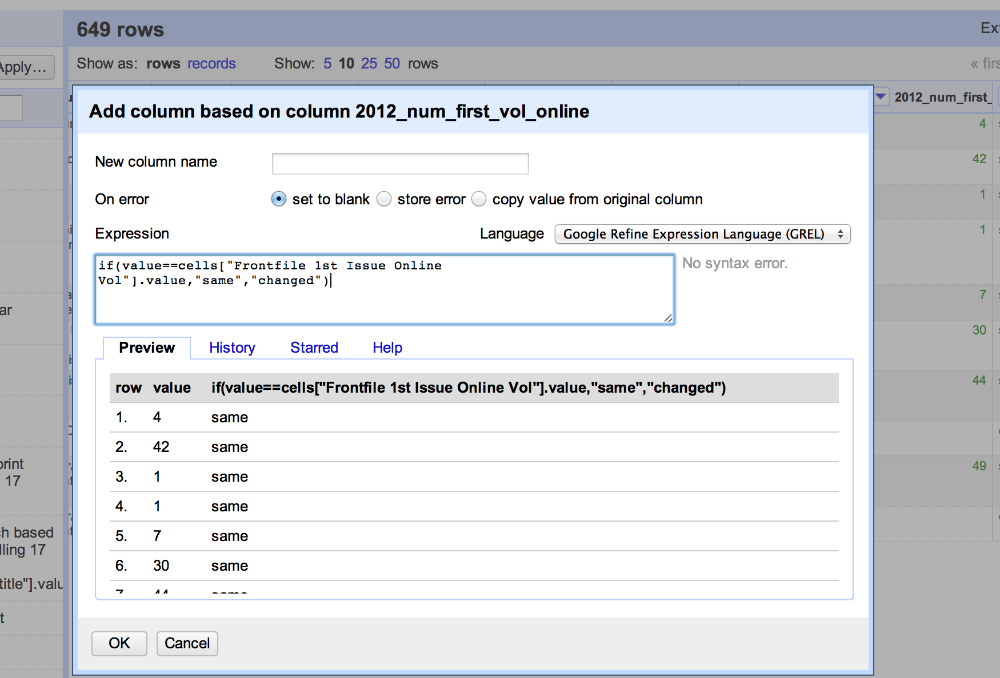 649 rows
Apply…
Show as: rows records Show: 5 10 25 50 rows
« firs
2012_num_first_
Add column based on column 2012_num_first_vol_online
New column name
On error set to blank store error copy value from original column
Expression Language Google Refine Expression Language (GREL)
if(value==cells["Frontfile 1st Issue Online
Vol"].value,"same","changed")
No syntax error.
Preview History Starred Help
row value if(value==cells["Frontfile 1st Issue Online Vol"].value,"same","changed")
1. 4 same
2. 42 same
3. 1 same
4. 1 same
5. 7 same
6. 30 same
7. 44 same
OK Cancel
4
42
1
1
7
30
44
49
ar
print
17
ch based
lling 17
title"].valu
t